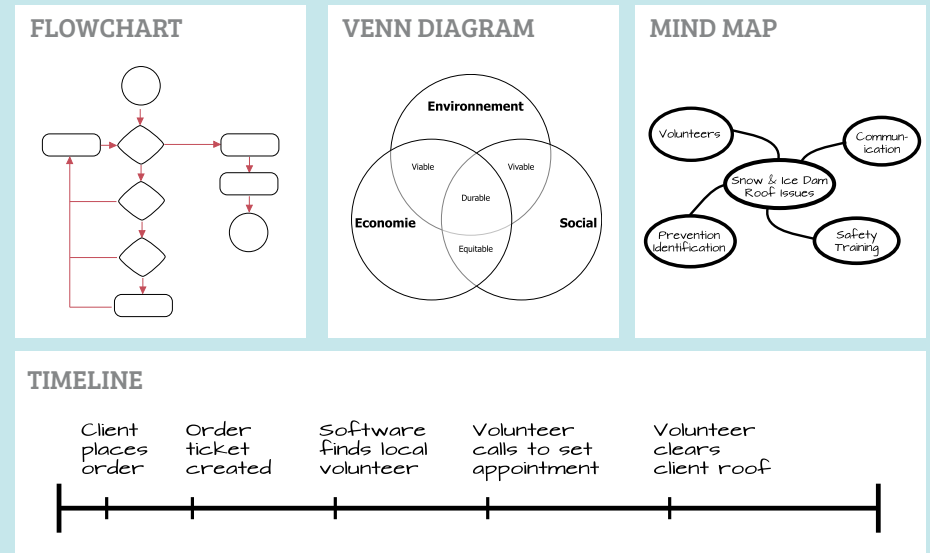 FLOWCHART
VENN DIAGRAM
Environnement
Viable
Vivable
Durable
Economie
Social
Equitable
MIND MAP
Volunteers
Commun-
ication
Snow & Ice Dam
Roof Issues
Prevention
Identification
Safety
Training
TIMELINE
Client
places
order
Order
ticket
created
Software
finds local
volunteer
Volunteer
calls to set
appointment
Volunteer
clears
client roof